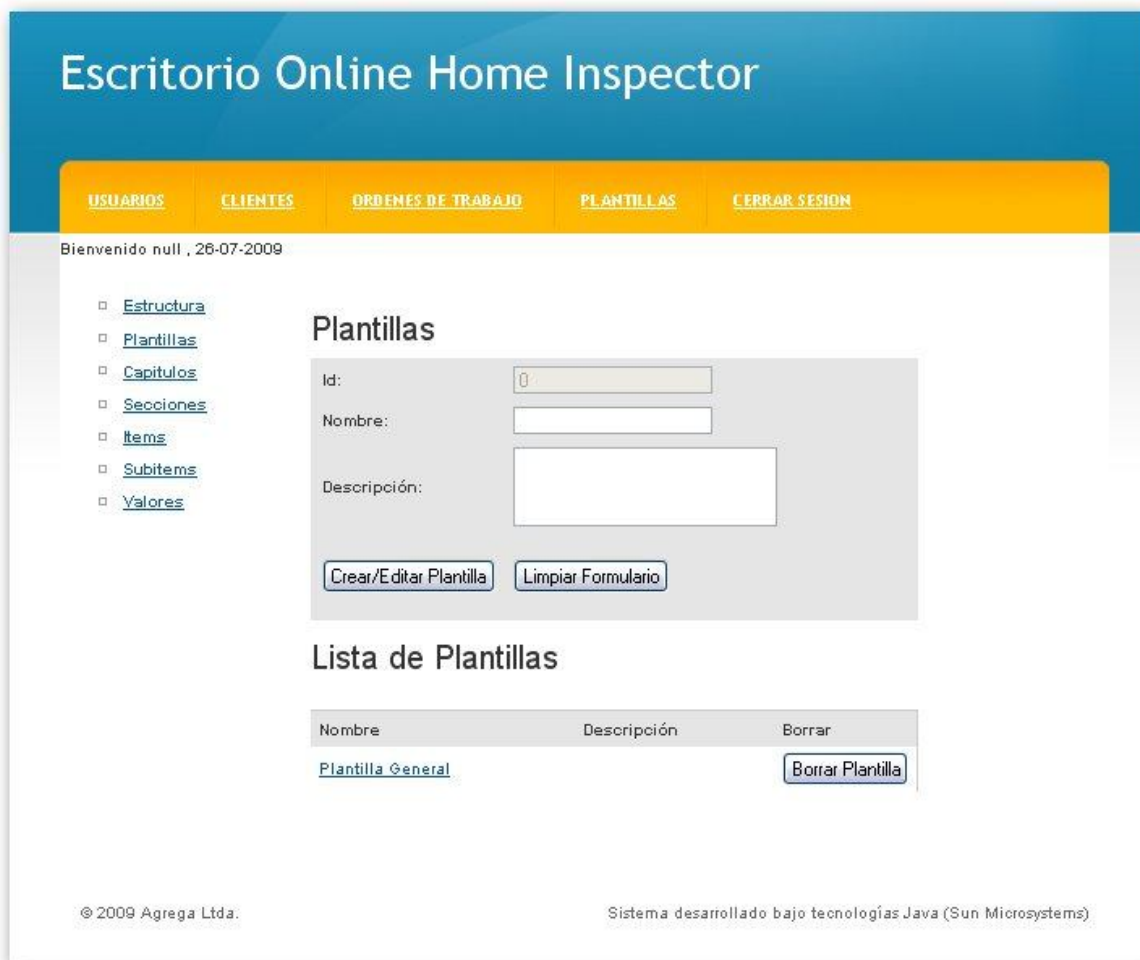 Escritorio Online Home Inspector
USUARIOS CLIENTES ORDENES DE TRABAJO PLANTILLAS CERRAR SESION
Bienvenido null , 26-07-2009
Estructura
Plantillas
Capitulos
Secciones
Items
Subitems
Valores
Plantillas
Id: 0
Nombre:
Descripción:
Crear/Editar Plantilla Limpiar Formulario
Lista de Plantillas
Nombre Descripción Borrar
Plantilla General Borrar Plantilla
© 2009 Agrega Ltda. Sistema desarrollado bajo tecnologías Java (Sun Microsystems)